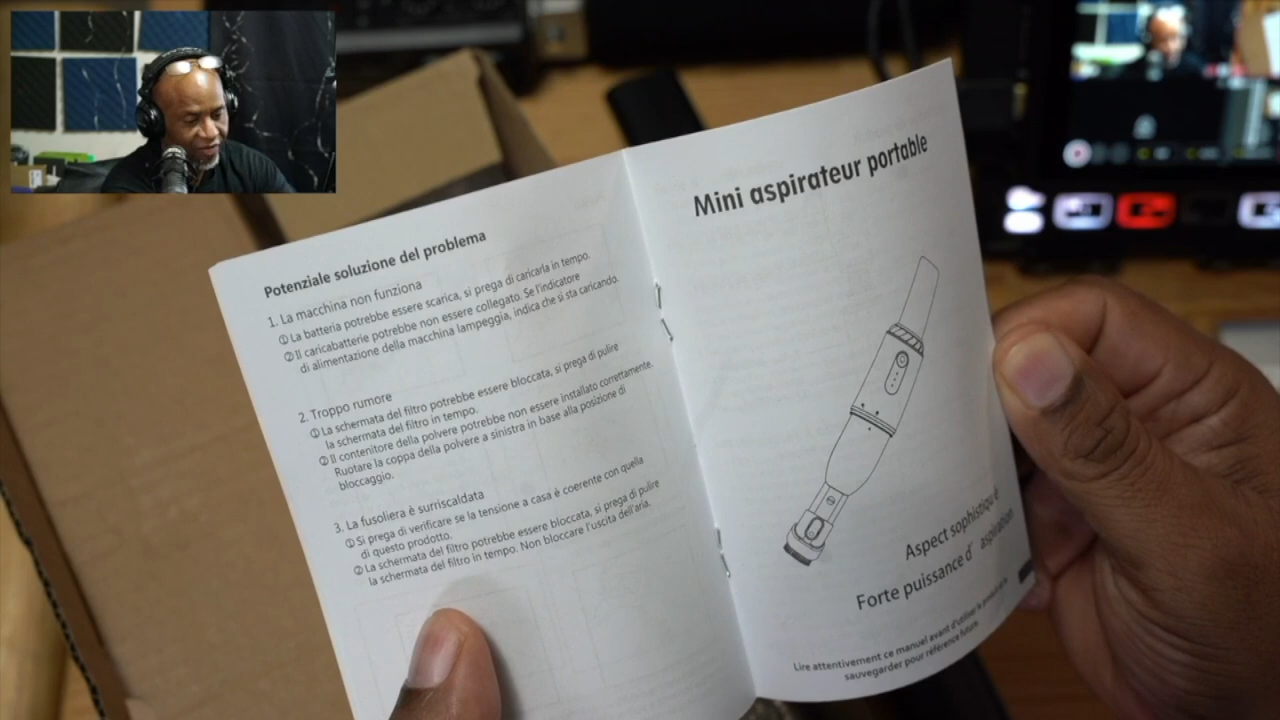 Potenziale soluzione del problema
1. La macchina non funziona
① La batteria potrebbe essere scarica, si prega di caricarla in tempo.
② Il caricabatterie potrebbe non essere collegato. Se l'indicatore
di alimentazione della macchina lampeggia, indica che si sta caricando.
2. Troppo rumore
① La schermata del filtro potrebbe essere bloccata, si prega di pulire
la schermata del filtro in tempo.
② Il contenitore della polvere potrebbe non essere installato correttamente.
Ruotare la coppa della polvere a sinistra in base alla posizione di
bloccaggio.
3. La fusoliera è surriscaldata
① Si prega di verificare se la tensione a casa è coerente con quella
di questo prodotto.
② La schermata del filtro potrebbe essere bloccata, si prega di pulire
la schermata del filtro in tempo. Non bloccare l'uscita dell'aria.
Mini aspirateur portable
Aspect sophistiqué
Forte puissance d' aspiration
Lire attentivement ce manuel avant d'utiliser le produit et le
sauvegarder pour référence future